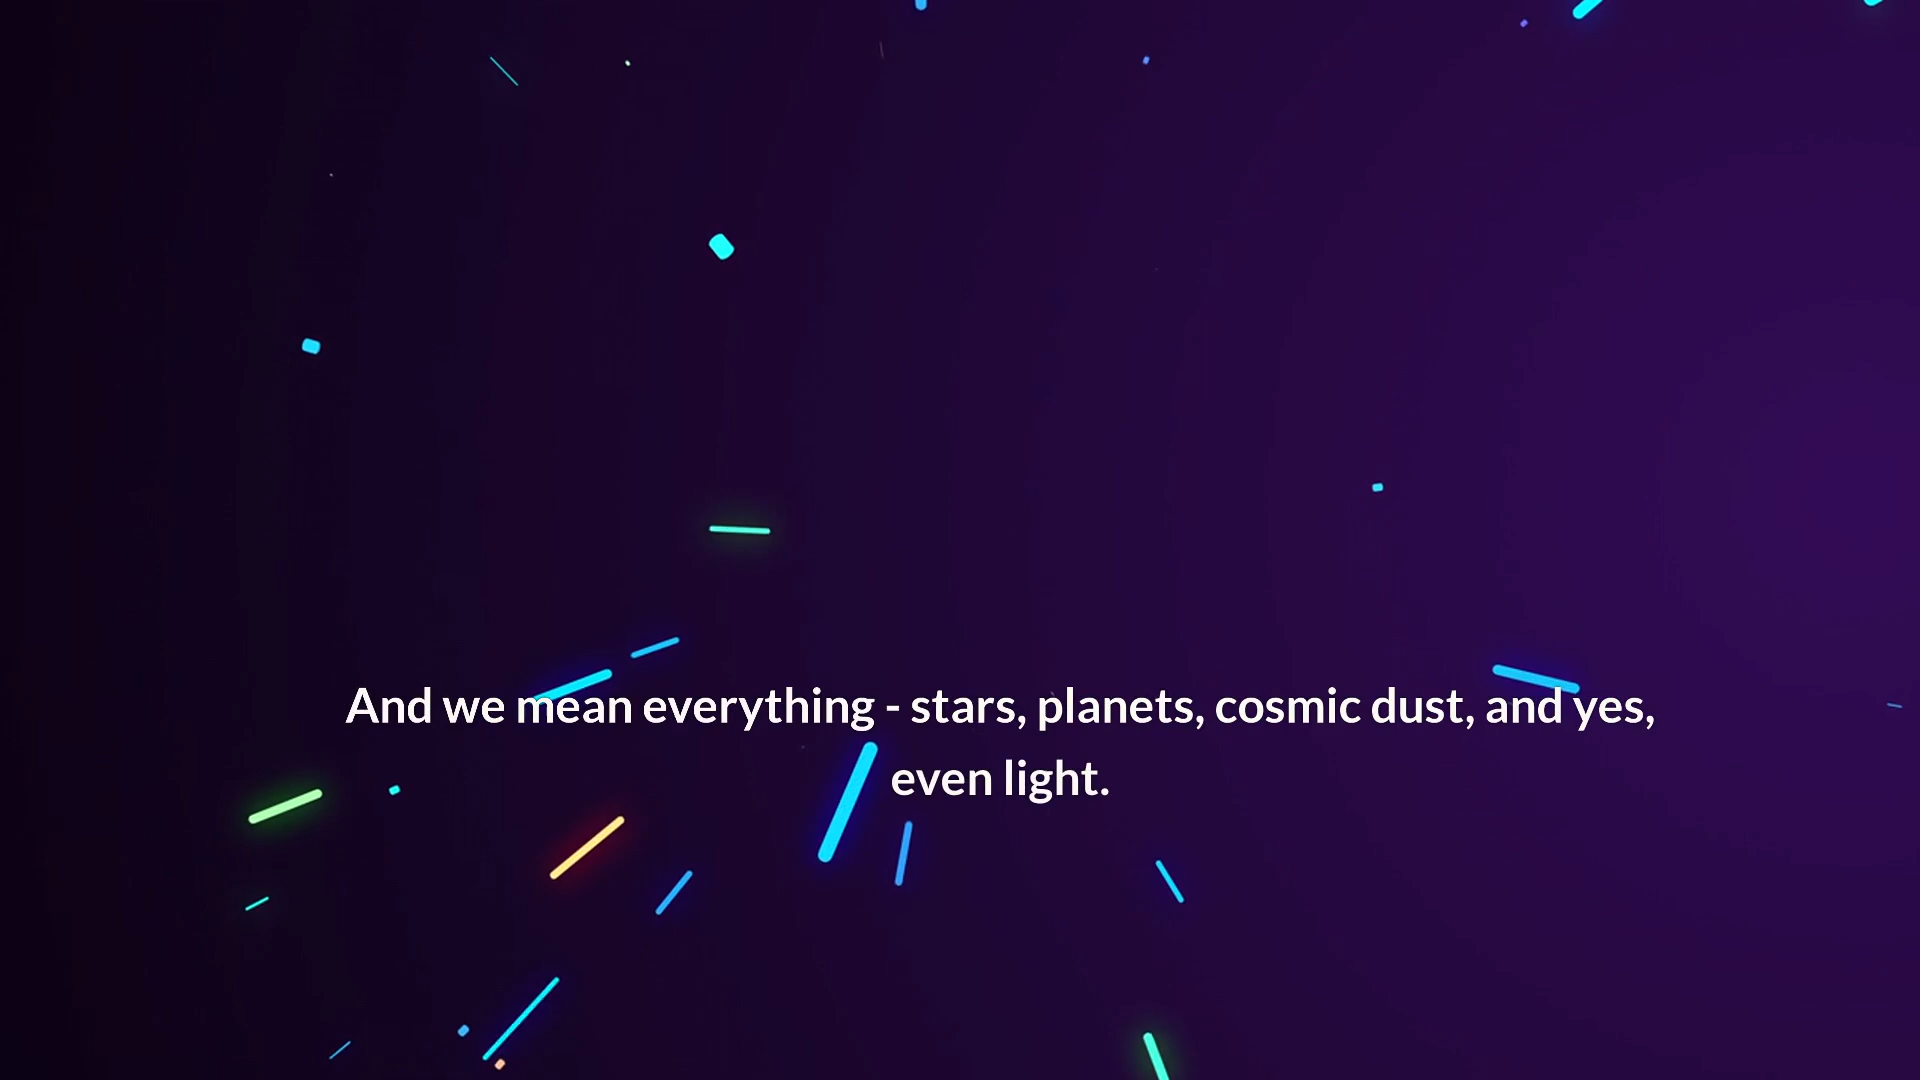 And we mean everything - stars, planets, cosmic dust, and yes,
even light.